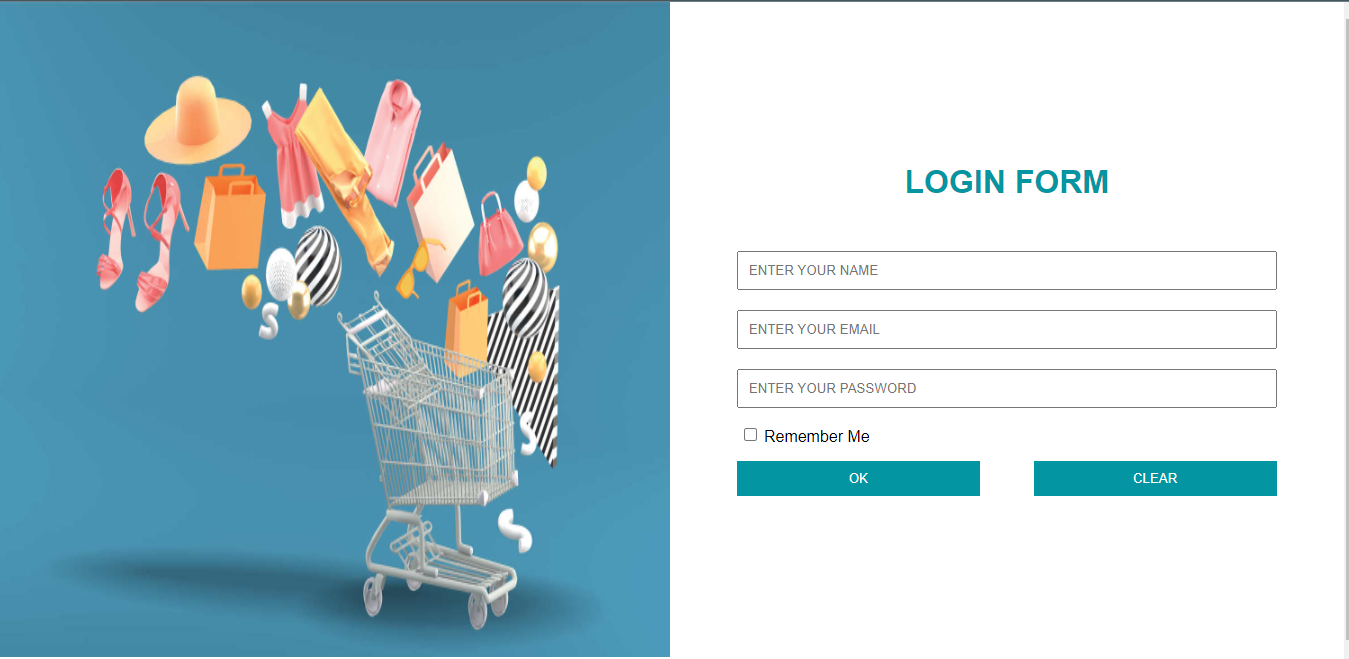 LOGIN FORM
ENTER YOUR NAME
ENTER YOUR EMAIL
ENTER YOUR PASSWORD
Remember Me
OK CLEAR